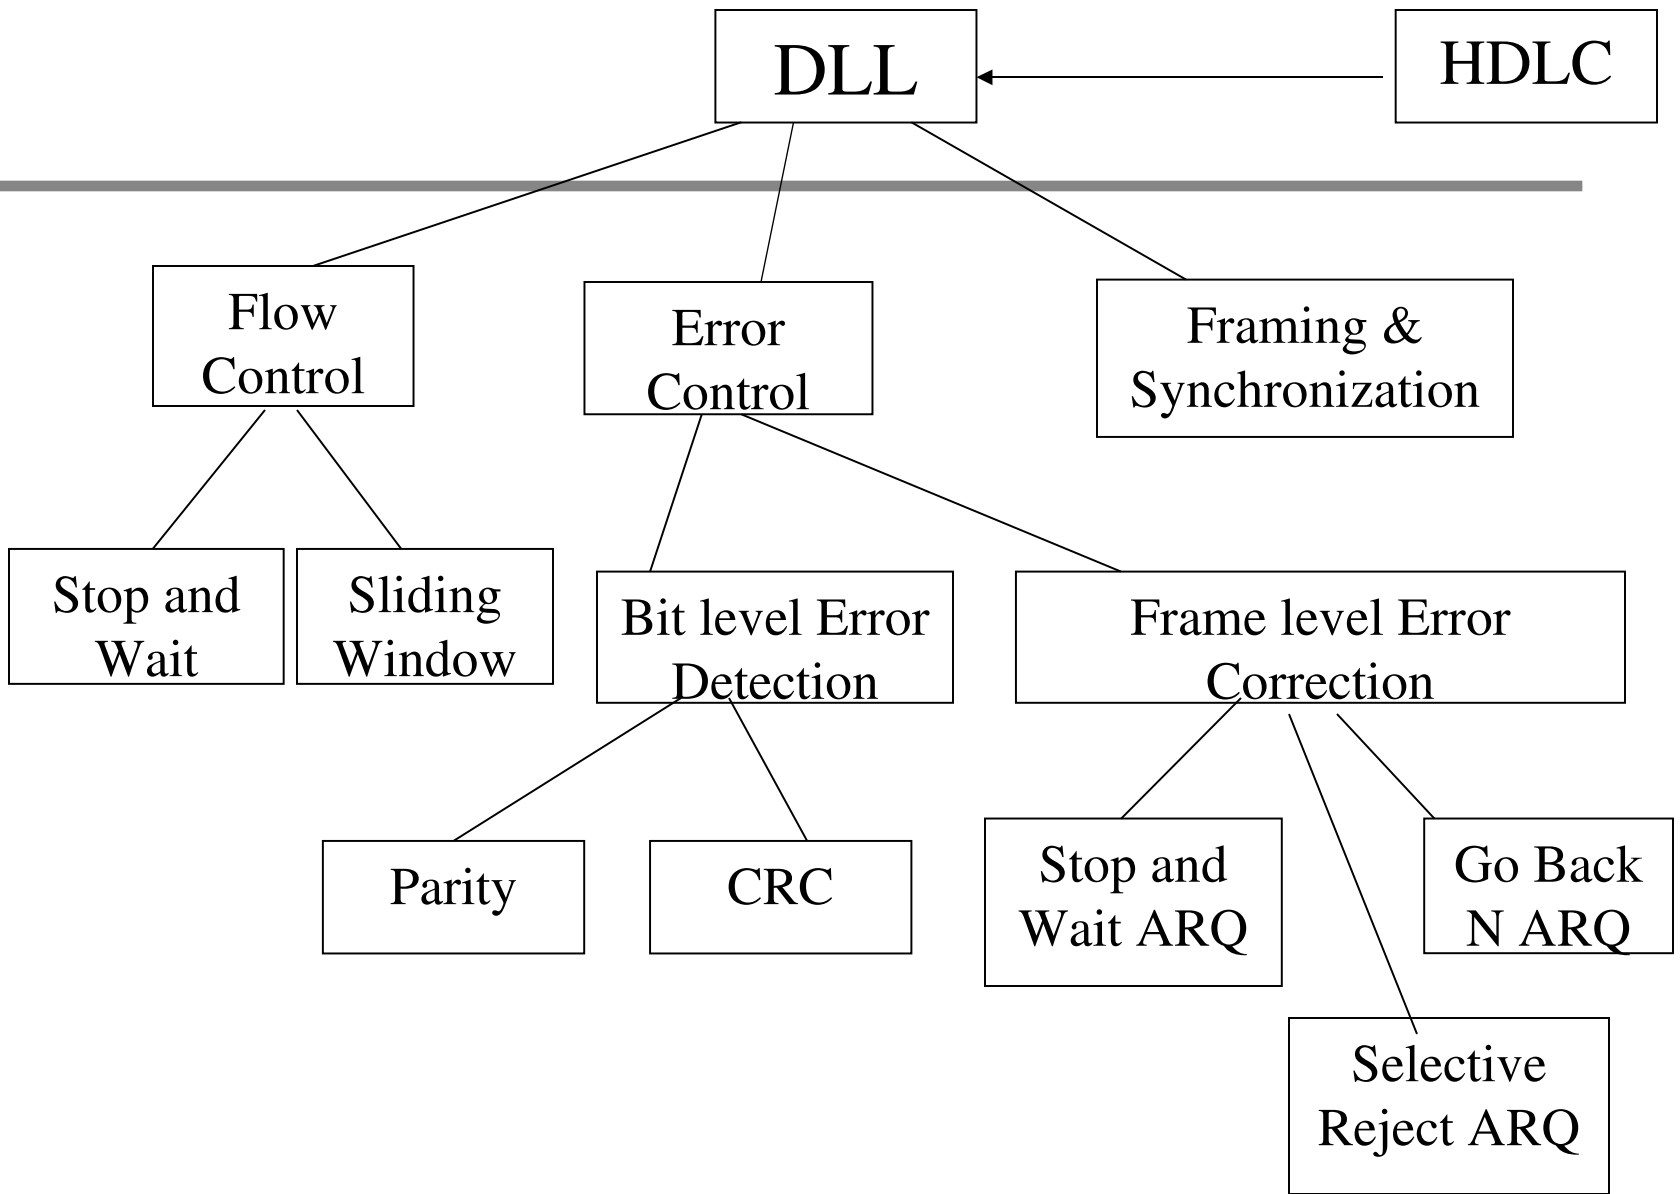 DLL
HDLC
Flow
Control
Error
Control
Framing &
Synchronization
Stop and
Wait
Sliding
Window
Bit level Error
Detection
Frame level Error
Correction
Parity
CRC
Stop and
Wait ARQ
Go Back
N ARQ
Selective
Reject ARQ